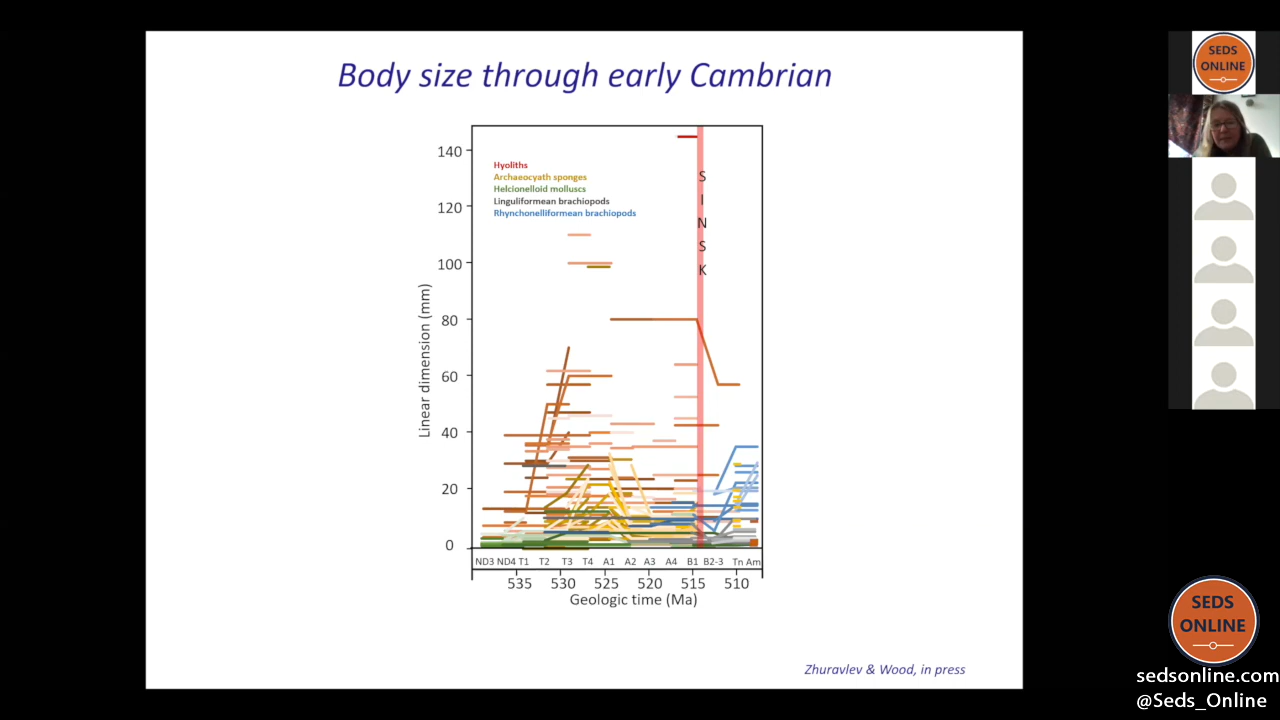 Body size through early Cambrian
140
120
100
80
60
40
20
0
Linear dimension (mm)
Hyoliths
Archaeocyath sponges
Helcionelloid molluscs
Linguliformean brachiopods
Rhynchonelliformean brachiopods
S
I
N
S
K
ND3 ND4 T1 T2 T3 T4 A1 A2 A3 A4 B1 B2-3 Tn Am
535 530 525 520 515 510
Geologic time (Ma)
Zhuravlev & Wood, in press
SEDS
ONLINE
SEDS
ONLINE
sedsonline.com
@Seds_Online